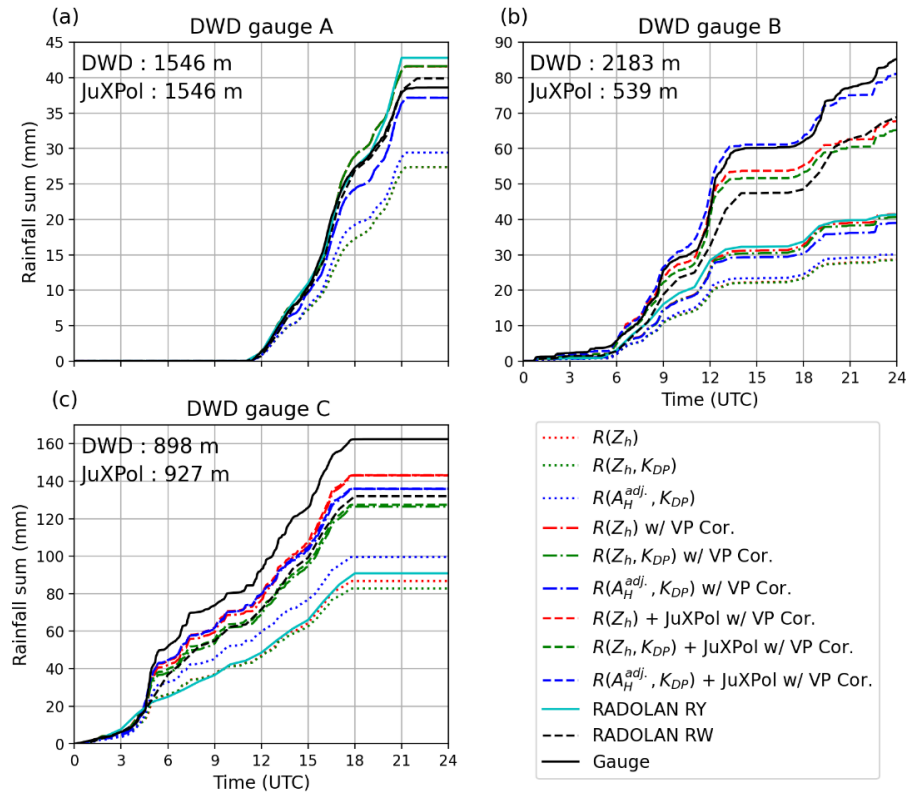 (a)
DWD gauge A
DWD : 1546 m
JuXPol : 1546 m
45
40
35
30
25
20
15
10
5
0
Rainfall sum (mm)
(b)
DWD gauge B
DWD : 2183 m
JuXPol : 539 m
90
80
70
60
50
40
30
20
10
0
0 3 6 9 12 15 18 21 24
Time (UTC)
(c)
DWD gauge C
DWD : 898 m
JuXPol : 927 m
160
140
120
100
80
60
40
20
0
Rainfall sum (mm)
0 3 6 9 12 15 18 21 24
Time (UTC)
R(Z_h)
R(Z_h, K_DP)
R(A_H^adj., K_DP)
R(Z_h) w/ VP Cor.
R(Z_h, K_DP) w/ VP Cor.
R(A_H^adj., K_DP) w/ VP Cor.
R(Z_h) + JuXPol w/ VP Cor.
R(Z_h, K_DP) + JuXPol w/ VP Cor.
R(A_H^adj., K_DP) + JuXPol w/ VP Cor.
RADOLAN RY
RADOLAN RW
Gauge